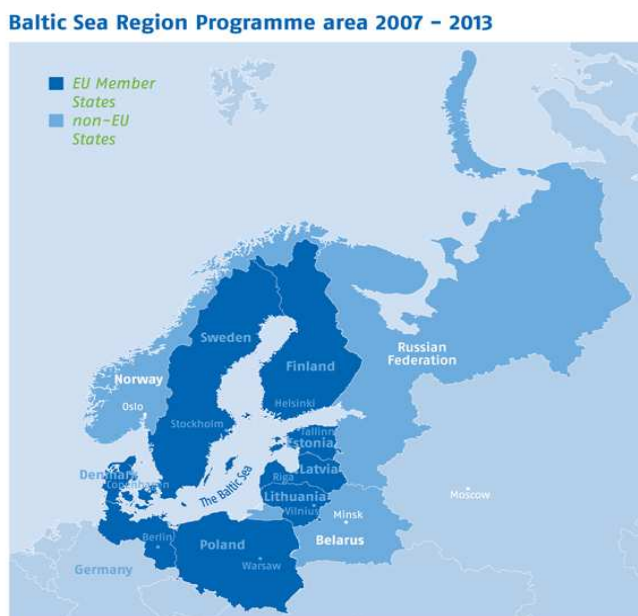 Baltic Sea Region Programme area 2007 – 2013
EU Member
States
non-EU
States
Sweden
Finland
Russian
Federation
Norway
Oslo
Helsinki
Stockholm
Tallinn
Estonia
Denmark
Copenhagen
Riga
Latvia
The Baltic Sea
Lithuania
Vilnius
Moscow
Minsk
Belarus
Berlin
Poland
Germany
Warsaw